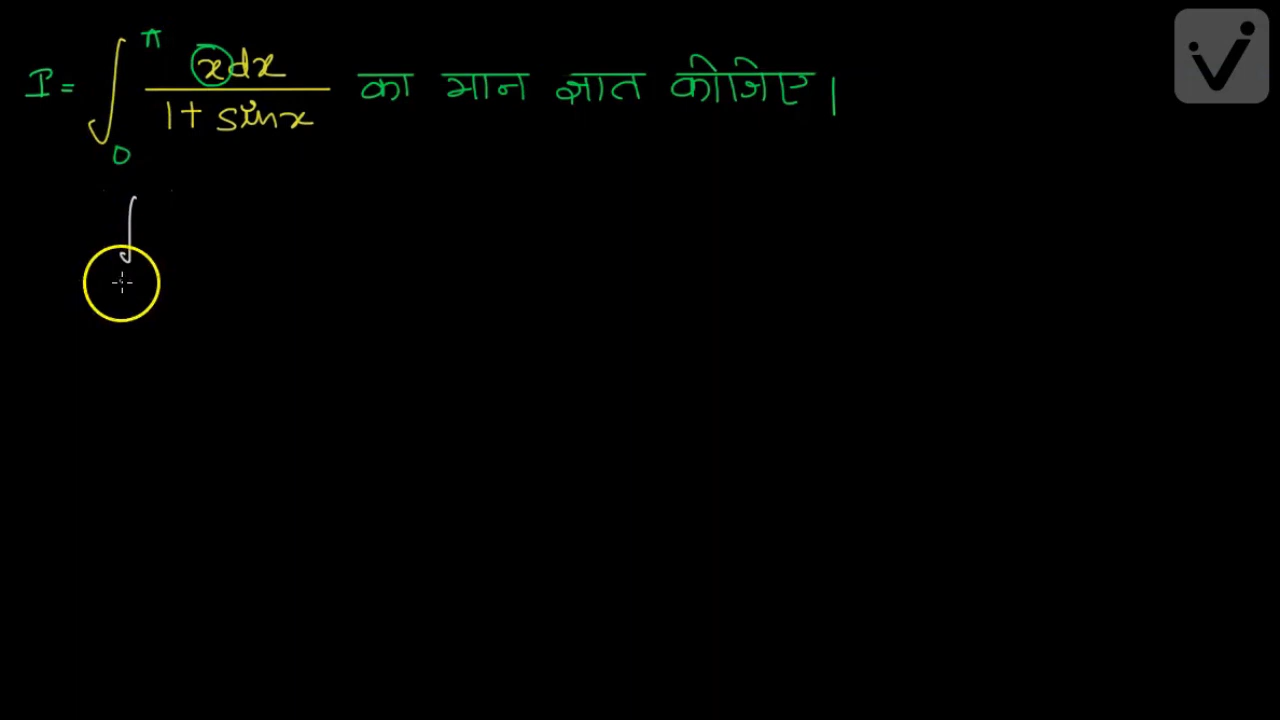 I = ∫₀^π x dx / (1 + sin x) का मान ज्ञात कीजिए।
∫